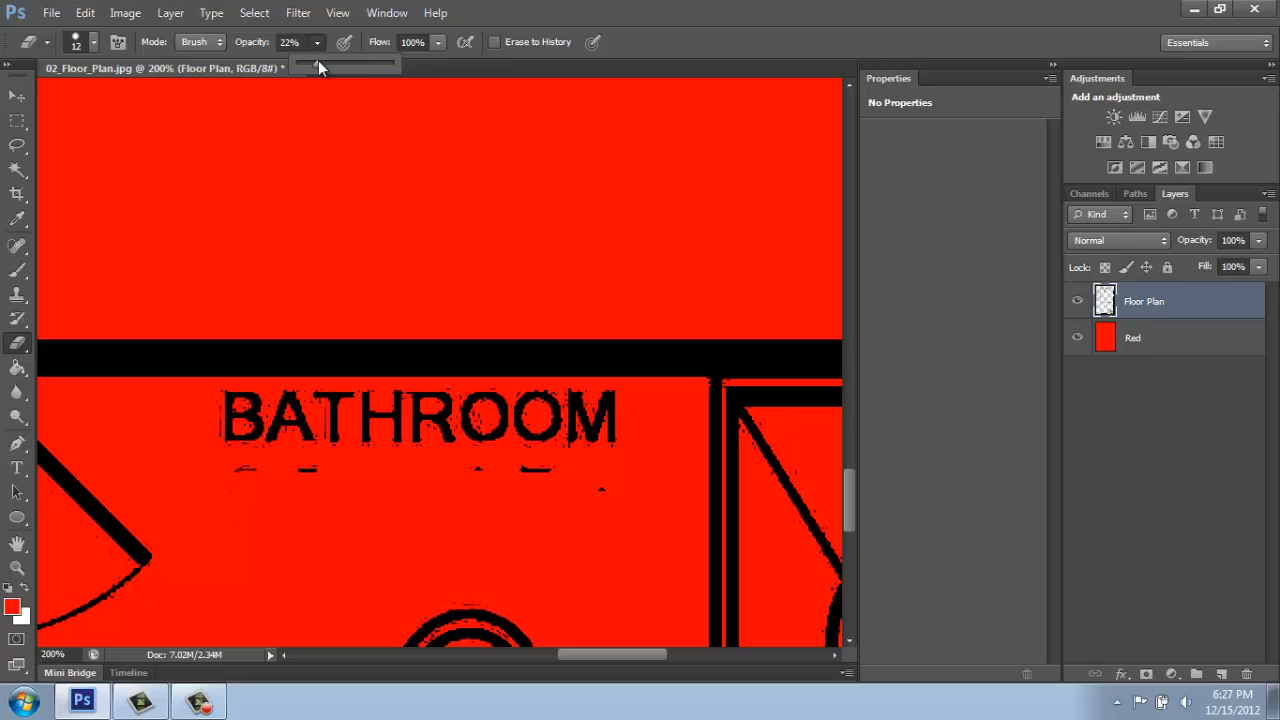 Ps File Edit Image Layer Type Select Filter View Window Help
12 Mode: Brush Opacity: 22% Flow: 100% Erase to History Essentials
02_Floor_Plan.jpg @ 200% (Floor Plan, RGB/8#) *
Properties
No Properties
Adjustments
Add an adjustment
Channels Paths Layers
Kind
Normal Opacity: 100%
Lock: Fill: 100%
Floor Plan
Red
BATHROOM
T
200% Doc: 7.02M/2.34M
Mini Bridge Timeline
Ps
6:27 PM
12/15/2012